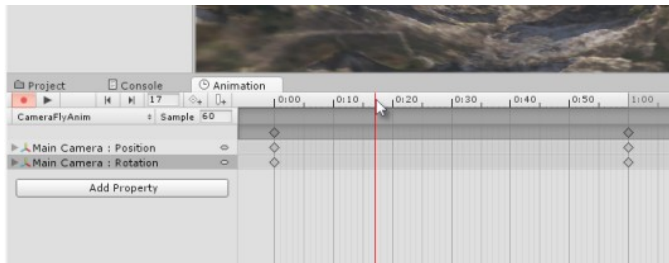 Project Console Animation
17 0:00 0:10 0:20 0:30 0:40 0:50 1:00
CameraFlyAnim Sample 60
Main Camera : Position
Main Camera : Rotation
Add Property